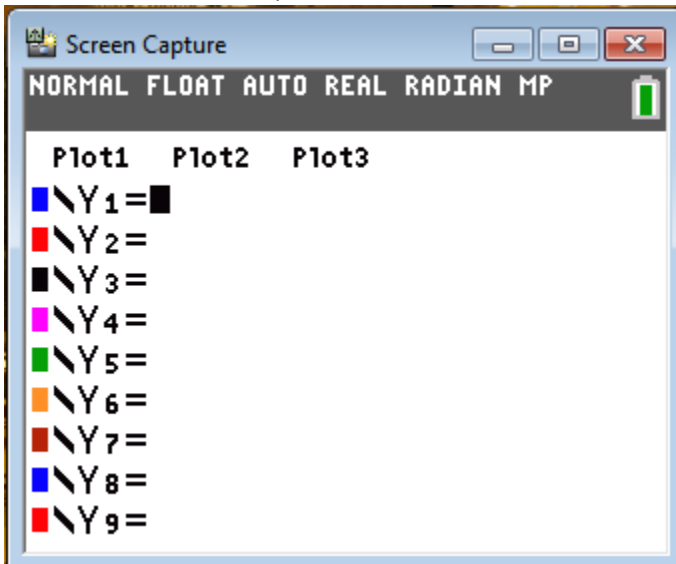 Screen Capture
NORMAL FLOAT AUTO REAL RADIAN MP
Plot1 Plot2 Plot3
\Y₁=
\Y₂=
\Y₃=
\Y₄=
\Y₅=
\Y₆=
\Y₇=
\Y₈=
\Y₉=